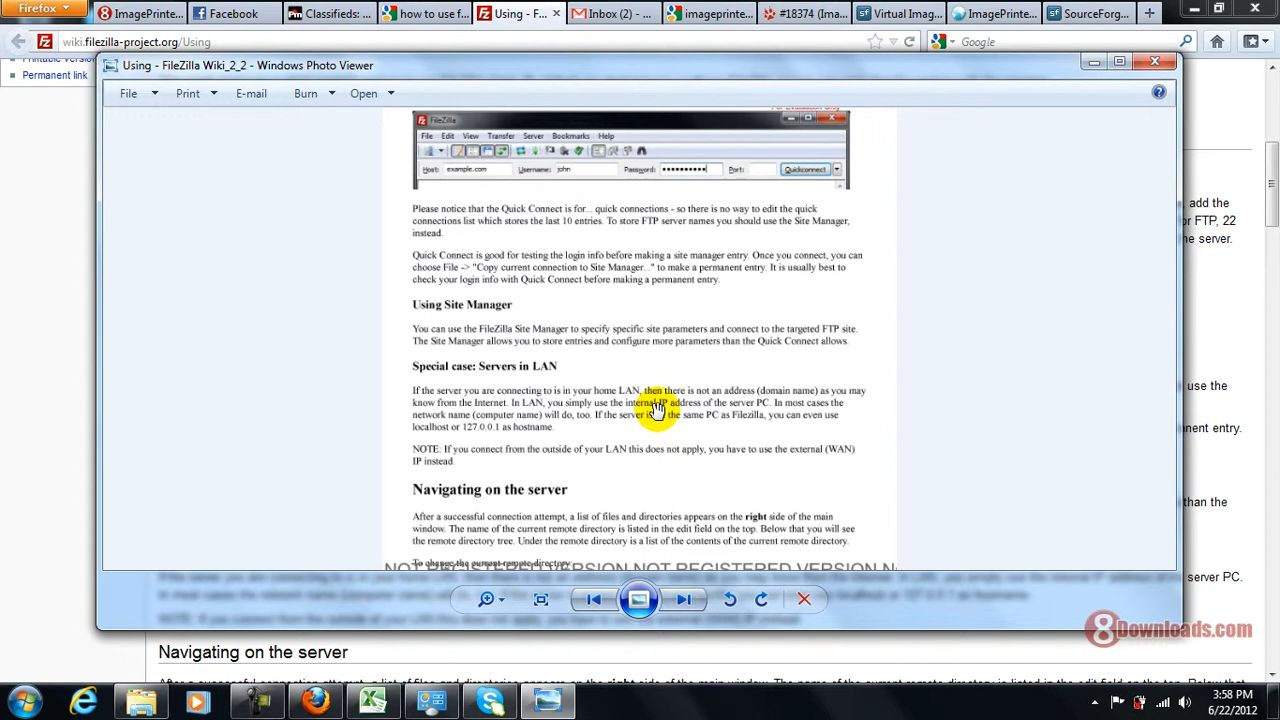 Firefox
8 ImagePrinte...
Facebook
Classifieds: ...
how to use f...
Using - F...
Inbox (2) - ...
imageprinte...
#18374 (Ima...
Virtual Imag...
ImagePrinte...
SourceForg...
wiki.filezilla-project.org/Using
Google
Printable version
Permanent link
Using - FileZilla Wiki_2_2 - Windows Photo Viewer
File Print E-mail Burn Open
FileZilla
File Edit View Transfer Server Bookmarks Help
Host: example.com Username: john Password: •••••••••• Port: Quickconnect
Please notice that the Quick Connect is for... quick connections - so there is no way to edit the quick
connections list which stores the last 10 entries. To store FTP server names you should use the Site Manager,
instead.
Quick Connect is good for testing the login info before making a site manager entry. Once you connect, you can
choose File -> "Copy current connection to Site Manager..." to make a permanent entry. It is usually best to
check your login info with Quick Connect before making a permanent entry.
Using Site Manager
You can use the FileZilla Site Manager to specify specific site parameters and connect to the targeted FTP site.
The Site Manager allows you to store entries and configure more parameters than the Quick Connect allows.
Special case: Servers in LAN
If the server you are connecting to is in your home LAN, then there is not an address (domain name) as you may
know from the Internet. In LAN, you simply use the internal IP address of the server PC. In most cases the
network name (computer name) will do, too. If the server is the same PC as Filezilla, you can even use
localhost or 127.0.0.1 as hostname.
NOTE: If you connect from the outside of your LAN this does not apply, you have to use the external (WAN)
IP instead.
Navigating on the server
After a successful connection attempt, a list of files and directories appears on the right side of the main
window. The name of the current remote directory is listed in the edit field on the top. Below that you will see
the remote directory tree. Under the remote directory is a list of the contents of the current remote directory.
To change the current remote directory
NOT REGISTERED VERSION NOT REGISTERED VERSION N
add the
or FTP, 22
the server.
use the
nent entry.
than the
server PC.
8Downloads.com
Navigating on the server
3:58 PM
6/22/2012